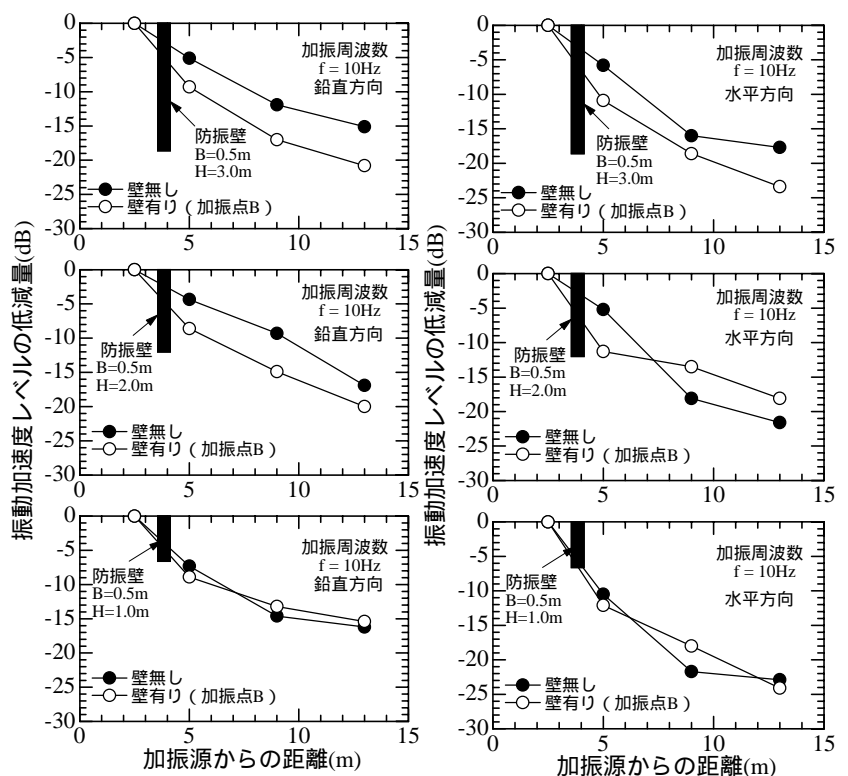 0
-5
-10
-15
-20
-25
-30
0
5
10
15
加振周波数
f = 10Hz
鉛直方向
防振壁
B=0.5m
H=3.0m
壁無し
壁有り（加振点B）
0
-5
-10
-15
-20
-25
-30
0
5
10
15
加振周波数
f = 10Hz
水平方向
防振壁
B=0.5m
H=3.0m
壁無し
壁有り（加振点B）
振動加速度レベルの低減量(dB)
0
-5
-10
-15
-20
-25
-30
0
5
10
15
加振周波数
f = 10Hz
鉛直方向
防振壁
B=0.5m
H=2.0m
壁無し
壁有り（加振点B）
振動加速度レベルの低減量(dB)
0
-5
-10
-15
-20
-25
-30
0
5
10
15
加振周波数
f = 10Hz
水平方向
防振壁
B=0.5m
H=2.0m
壁無し
壁有り（加振点B）
0
-5
-10
-15
-20
-25
-30
0
5
10
15
加振周波数
f = 10Hz
鉛直方向
防振壁
B=0.5m
H=1.0m
壁無し
壁有り（加振点B）
加振源からの距離(m)
0
-5
-10
-15
-20
-25
-30
0
5
10
15
加振周波数
f = 10Hz
水平方向
防振壁
B=0.5m
H=1.0m
壁無し
壁有り（加振点B）
加振源からの距離(m)